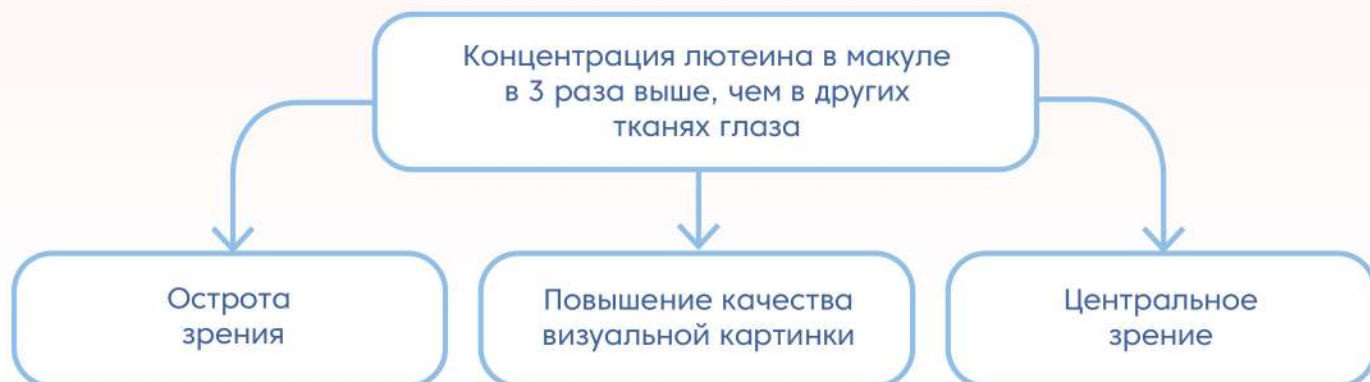 Концентрация лютеина в макуле
в 3 раза выше, чем в других
тканях глаза
Острота
зрения
Повышение качества
визуальной картинки
Центральное
зрение